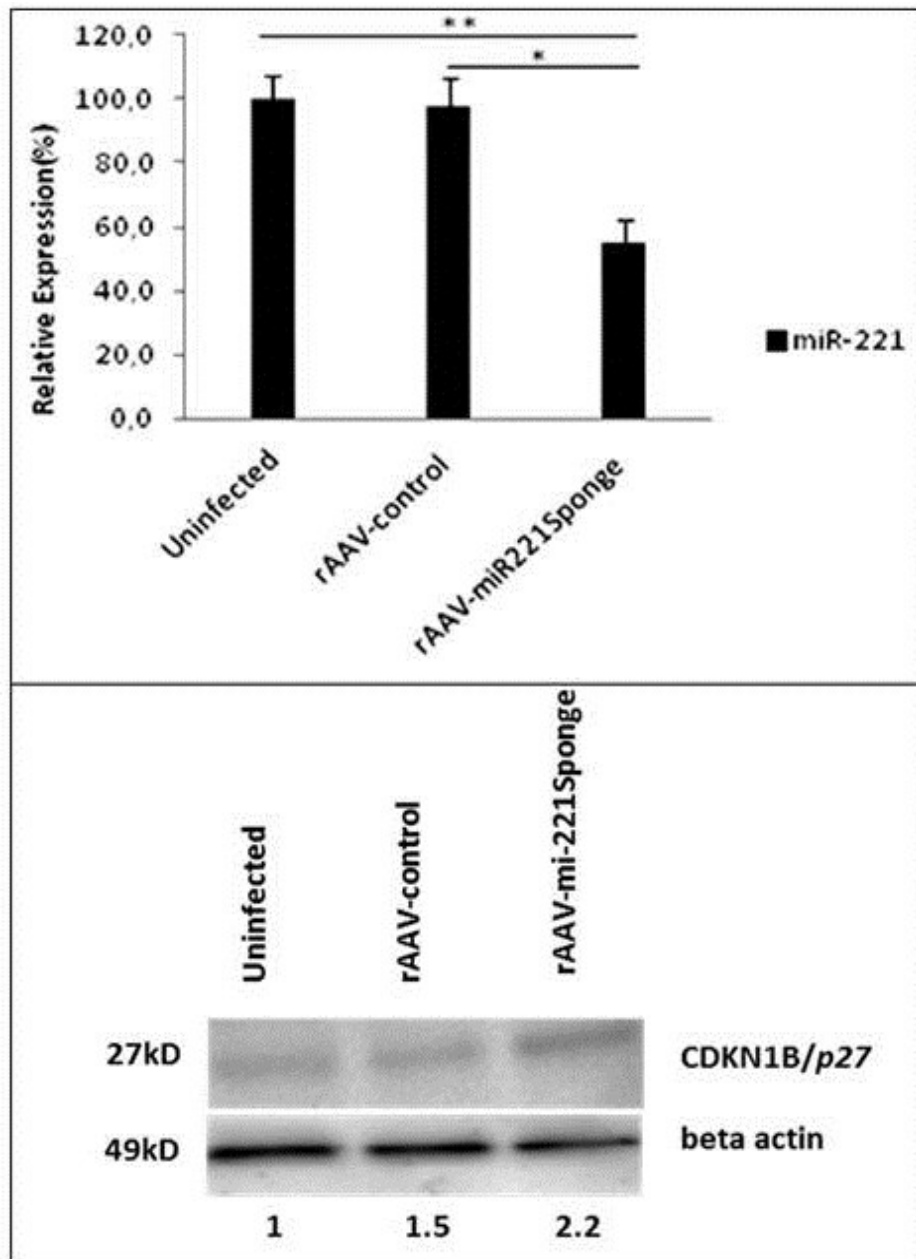 * *
*
120,0
100,0
80,0
60,0
40,0
20,0
0,0
Relative Expression(%)
miR-221
Uninfected
rAAV-control
rAAV-miR221Sponge
Uninfected
rAAV-control
rAAV-mi-221Sponge
27kD
CDKN1B/p27
49kD
beta actin
1 1.5 2.2